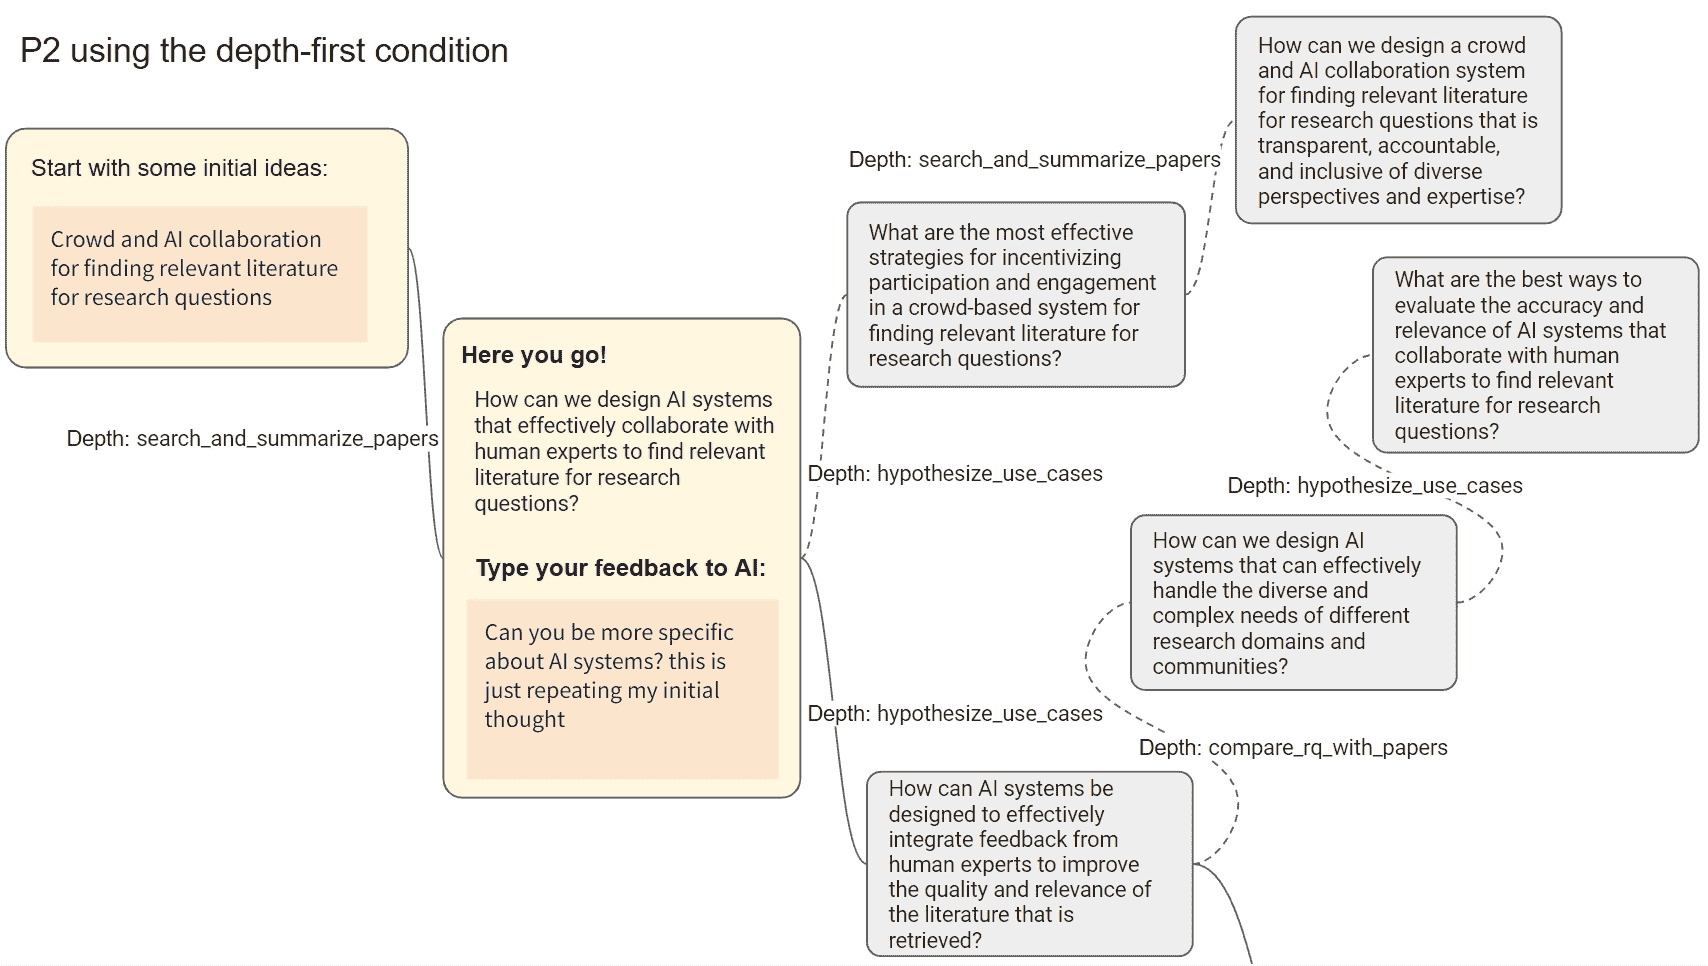 P2 using the depth-first condition
Start with some initial ideas:
Crowd and AI collaboration
for finding relevant literature
for research questions
Depth: search_and_summarize_papers
Here you go!
How can we design AI systems
that effectively collaborate with
human experts to find relevant
literature for research
questions?
Type your feedback to AI:
Can you be more specific
about AI systems? this is
just repeating my initial
thought
Depth: hypothesize_use_cases
What are the most effective
strategies for incentivizing
participation and engagement
in a crowd-based system for
finding relevant literature for
research questions?
Depth: search_and_summarize_papers
How can we design a crowd
and AI collaboration system
for finding relevant literature
for research questions that is
transparent, accountable,
and inclusive of diverse
perspectives and expertise?
Depth: hypothesize_use_cases
How can AI systems be
designed to effectively
integrate feedback from
human experts to improve
the quality and relevance of
the literature that is
retrieved?
Depth: compare_rq_with_papers
How can we design AI
systems that can effectively
handle the diverse and
complex needs of different
research domains and
communities?
Depth: hypothesize_use_cases
What are the best ways to
evaluate the accuracy and
relevance of AI systems that
collaborate with human
experts to find relevant
literature for research
questions?